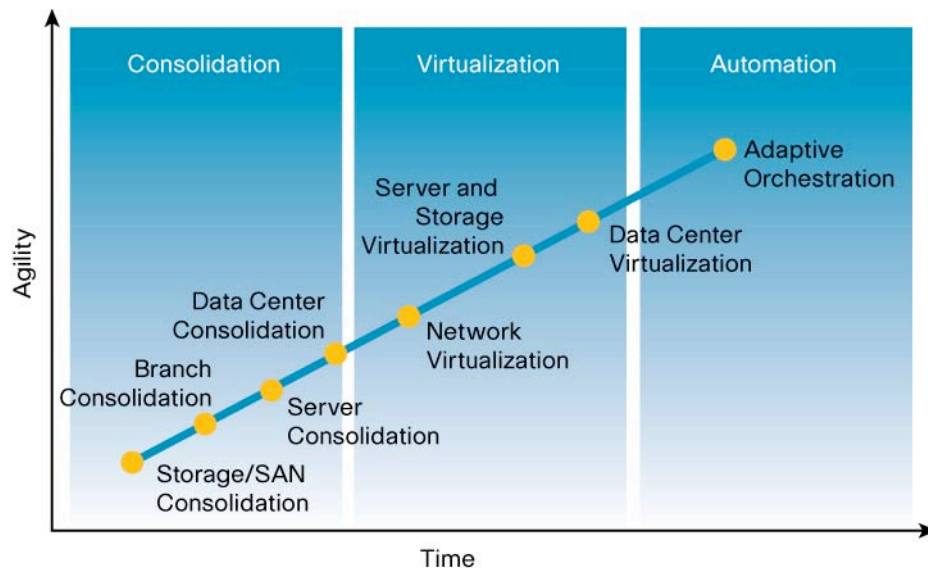 Consolidation
Virtualization
Automation
Adaptive
Orchestration
Server and
Storage
Virtualization
Data Center
Virtualization
Agility
Data Center
Consolidation
Network
Virtualization
Branch
Consolidation
Server
Consolidation
Storage/SAN
Consolidation
Time